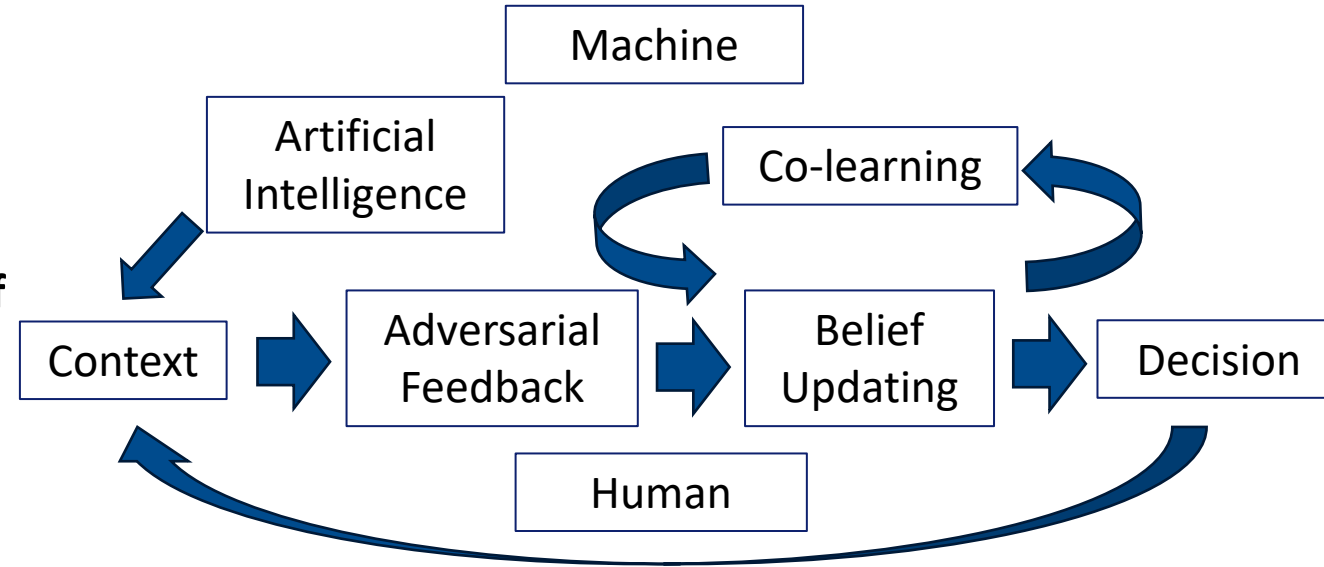 Machine
Artificial
Intelligence
Co-learning
f
Context
Adversarial
Feedback
Belief
Updating
Decision
Human